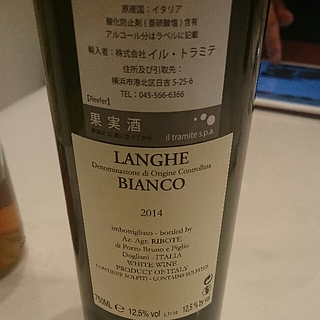 原産国：イタリア
酸化防止剤（亜硫酸塩）含有
アルコール分はラベルに記載
輸入者：株式会社 イル・トラミテ
住所及び引取先：
横浜市港北区日吉 5-25-6
TEL：045-566-6366
【Reefer】
果実酒
il tramite s.p.a.
LANGHE
Denominazione di Origine Controllata
BIANCO
2014
imbottigliato - bottled by
Az. Agr. RIBOTE
di Porro Bruno e Figlio
Dogliani - ITALIA
WHITE WINE
PRODUCT OF ITALY
CONTIENE SOLFITI - CONTAINS SULFITES
750ML e 12,5% vol 12,5 % by vol